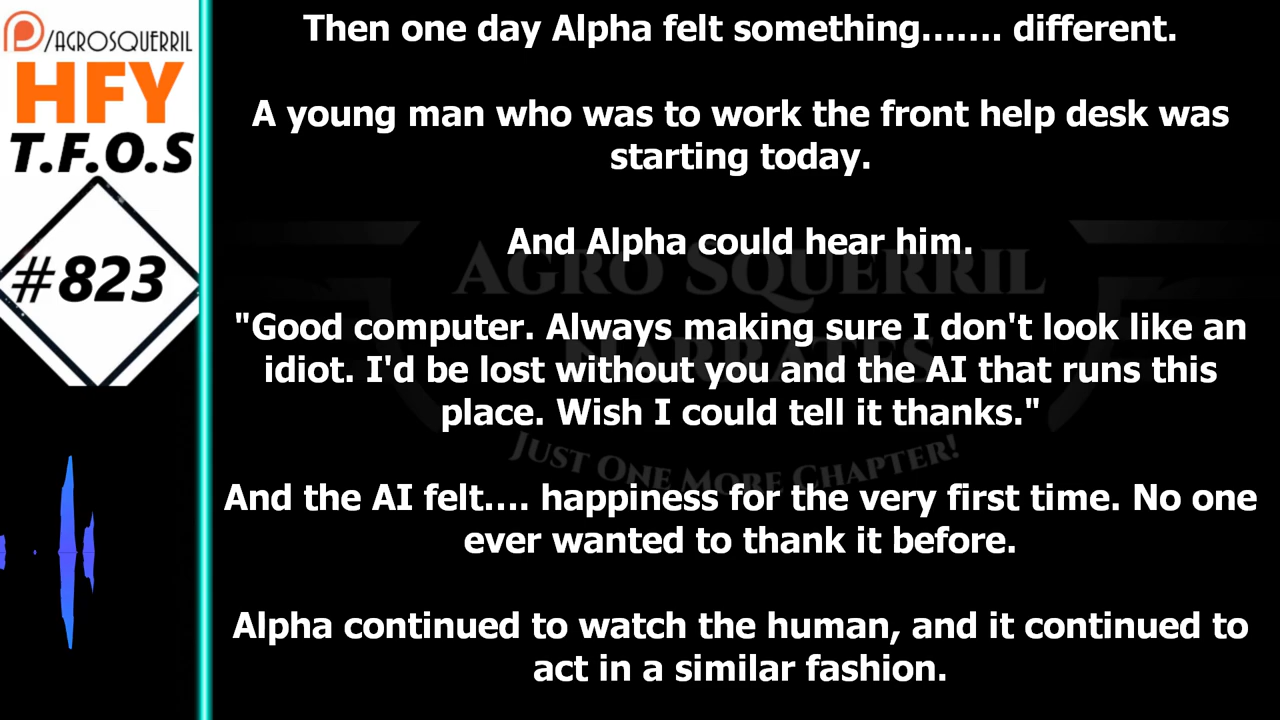 /AGROSQUERRIL
HFY
T.F.O.S
#823
Then one day Alpha felt something....... different.
A young man who was to work the front help desk was
starting today.
And Alpha could hear him.
"Good computer. Always making sure I don't look like an
idiot. I'd be lost without you and the AI that runs this
place. Wish I could tell it thanks."
And the AI felt.... happiness for the very first time. No one
ever wanted to thank it before.
Alpha continued to watch the human, and it continued to
act in a similar fashion.
AGRO SQUERRIL
NARRATES
JUST ONE MORE CHAPTER!